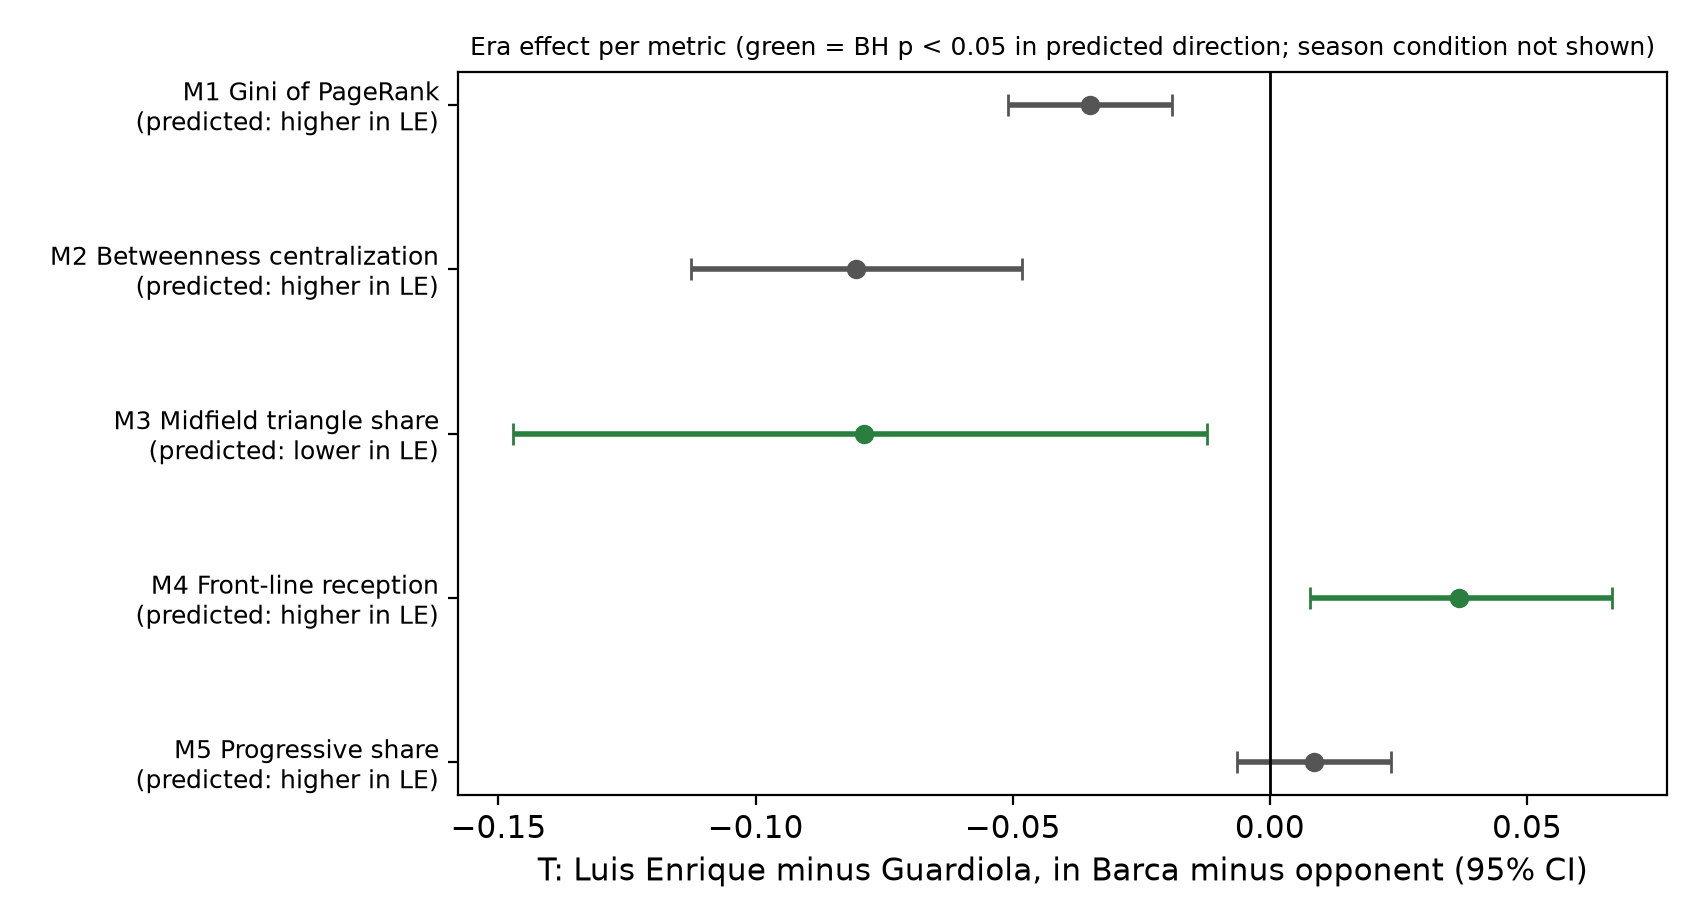 Era effect per metric (green = BH p < 0.05 in predicted direction; season condition not shown)
M1 Gini of PageRank
(predicted: higher in LE)
M2 Betweenness centralization
(predicted: higher in LE)
M3 Midfield triangle share
(predicted: lower in LE)
M4 Front-line reception
(predicted: higher in LE)
M5 Progressive share
(predicted: higher in LE)
−0.15 −0.10 −0.05 0.00 0.05
T: Luis Enrique minus Guardiola, in Barca minus opponent (95% CI)